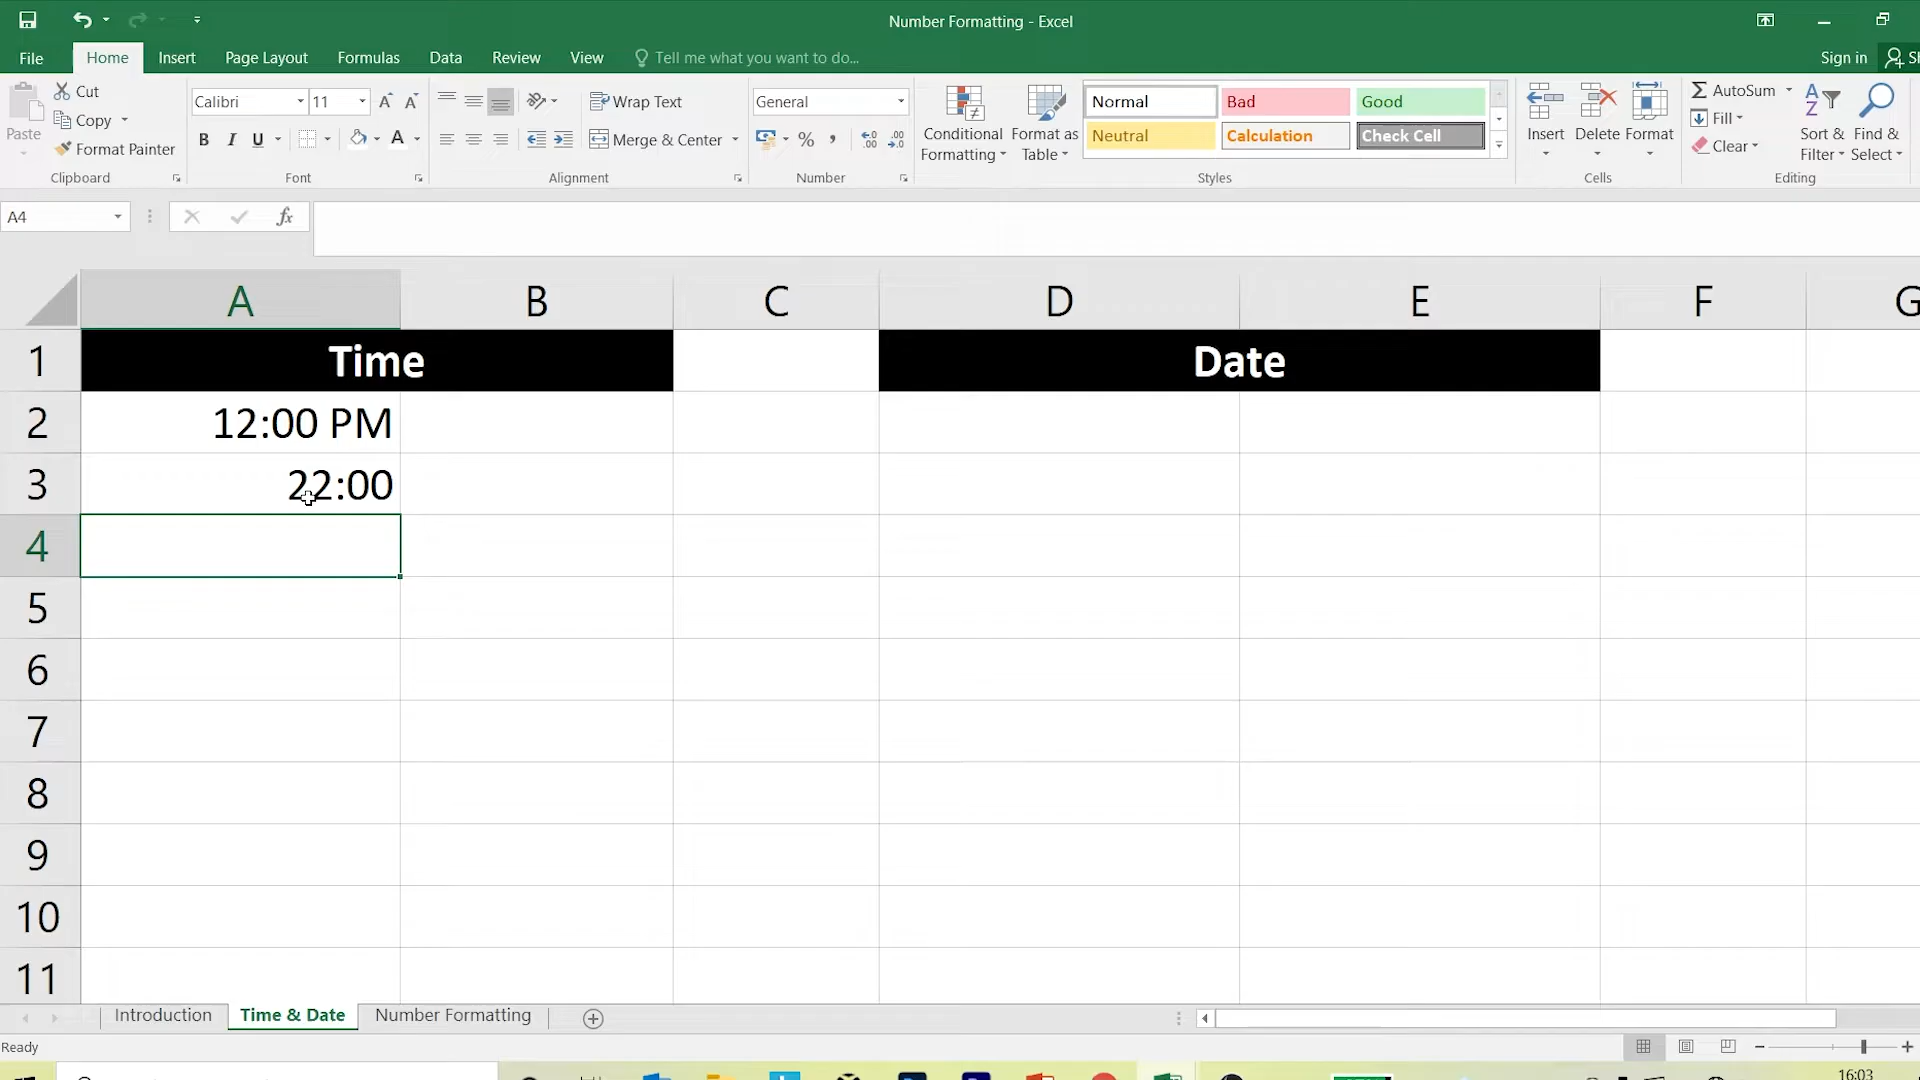 Number Formatting - Excel
File Home Insert Page Layout Formulas Data Review View Tell me what you want to do... Sign in
Paste
Cut
Copy
Format Painter
Clipboard
Calibri 11
B I U
Font
Wrap Text
Merge & Center
Alignment
General
%
Number
Conditional
Formatting
Format as
Table
Normal Bad Good
Neutral Calculation Check Cell
Styles
Insert Delete Format
Cells
AutoSum
Fill
Clear
Sort &
Filter
Find &
Select
Editing
A4
fx
A B C D E F G
1 Time Date
2 12:00 PM
3 22:00
4
5
6
7
8
9
10
11
Introduction Time & Date Number Formatting
Ready
16:03